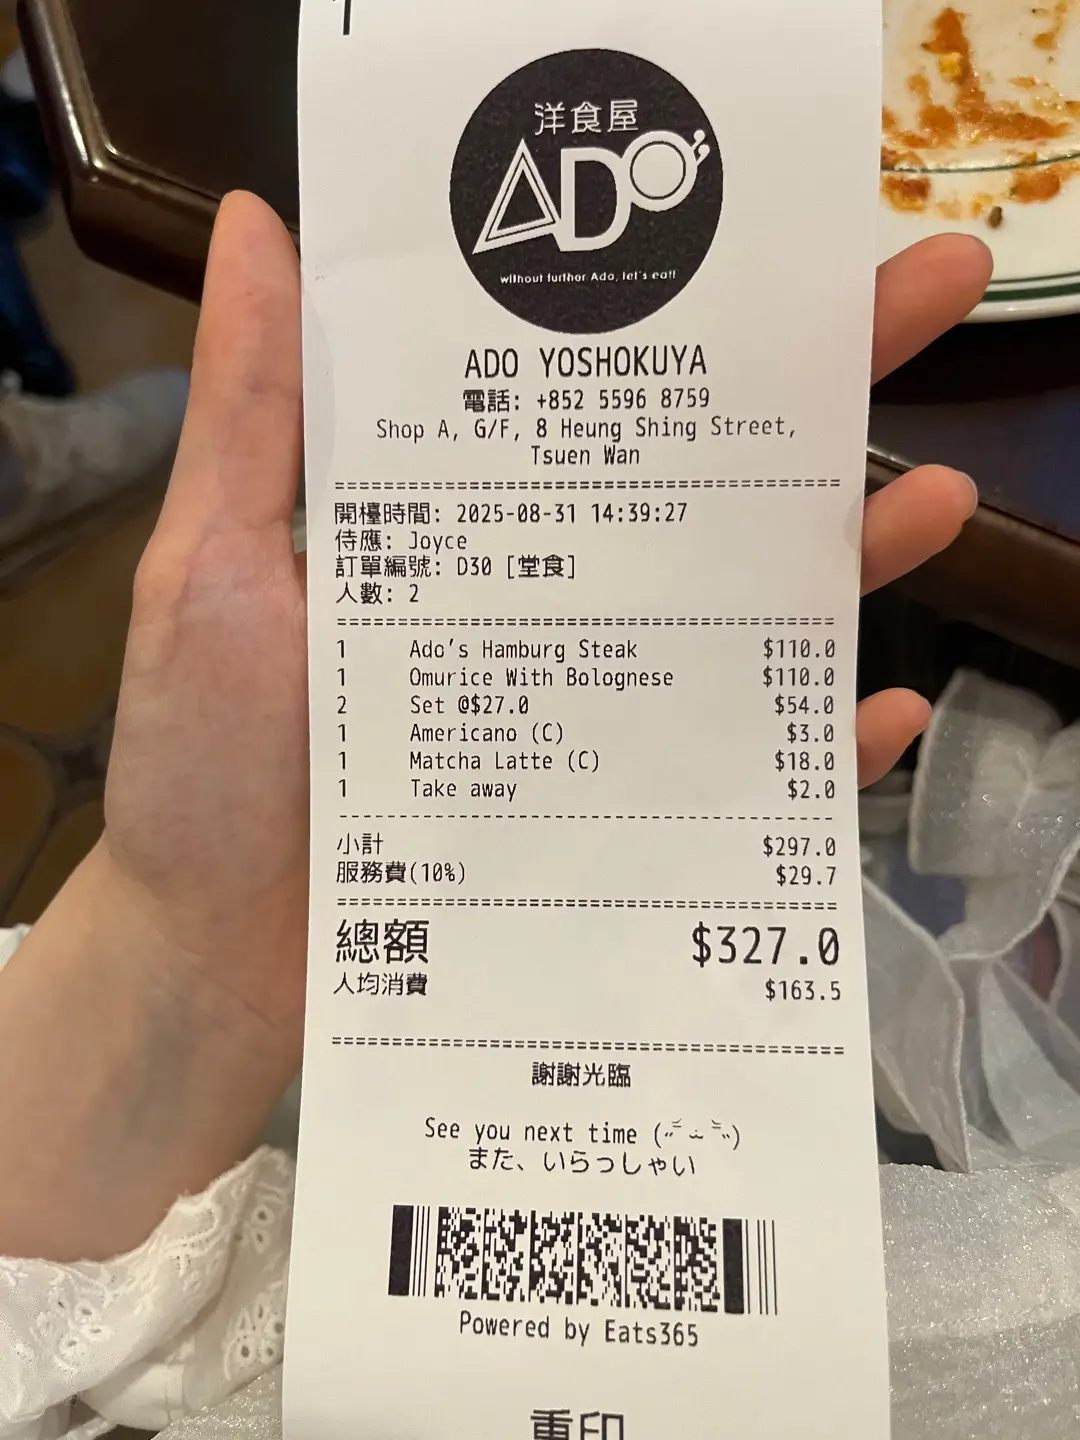 洋食屋
ADO
without further Ado, let's eat!
ADO YOSHOKUYA
電話: +852 5596 8759
Shop A, G/F, 8 Heung Shing Street,
Tsuen Wan
開檯時間: 2025-08-31 14:39:27
侍應: Joyce
訂單編號: D30 [堂食]
人數: 2
1 Ado's Hamburg Steak $110.0
1 Omurice With Bolognese $110.0
2 Set @$27.0 $54.0
1 Americano (C) $3.0
1 Matcha Latte (C) $18.0
1 Take away $2.0
小計 $297.0
服務費(10%) $29.7
總額 $327.0
人均消費 $163.5
謝謝光臨
See you next time
また、いらっしゃい
Powered by Eats365
重印